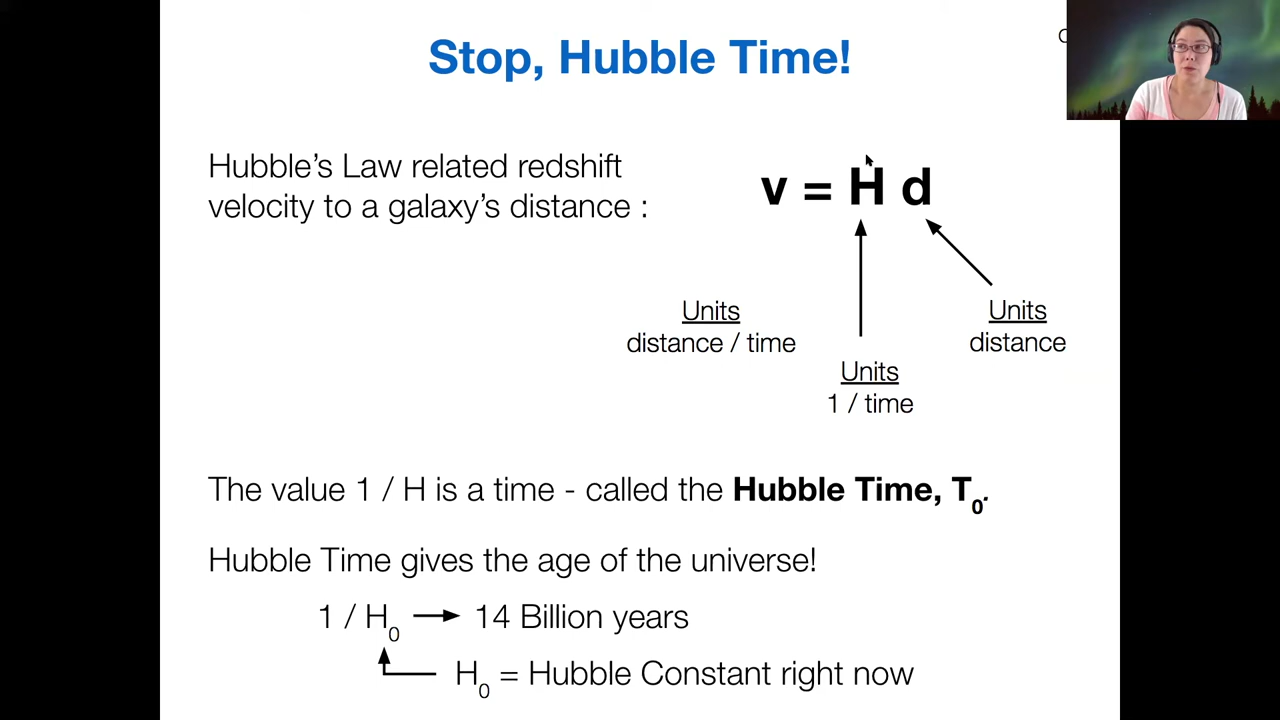 Stop, Hubble Time!
Hubble's Law related redshift
velocity to a galaxy's distance :
v = H d
Units
distance / time
Units
distance
Units
1 / time
The value 1 / H is a time - called the Hubble Time, T₀.
Hubble Time gives the age of the universe!
1 / H₀ → 14 Billion years
H₀ = Hubble Constant right now